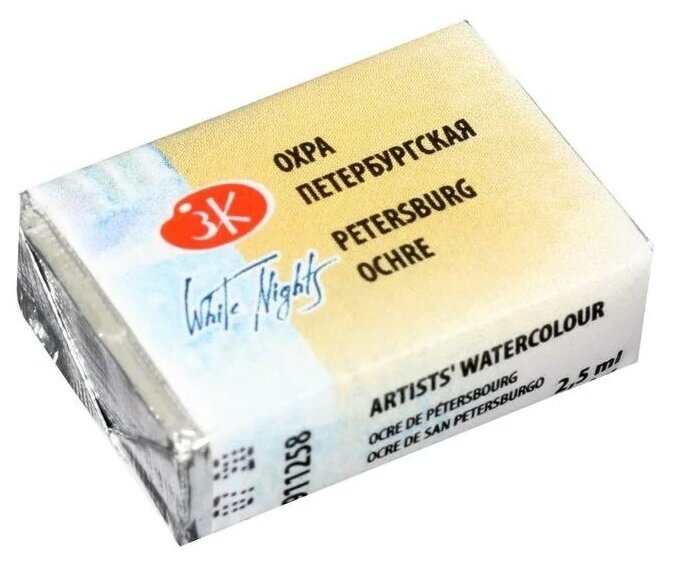 ОХРА
ПЕТЕРБУРГСКАЯ
ЗК
PETERSBURG
OCHRE
White Nights
ARTISTS' WATERCOLOUR
OCRE DE PÉTERSBOURG
OCRE DE SAN PETERSBURGO
2,5 ml
911258